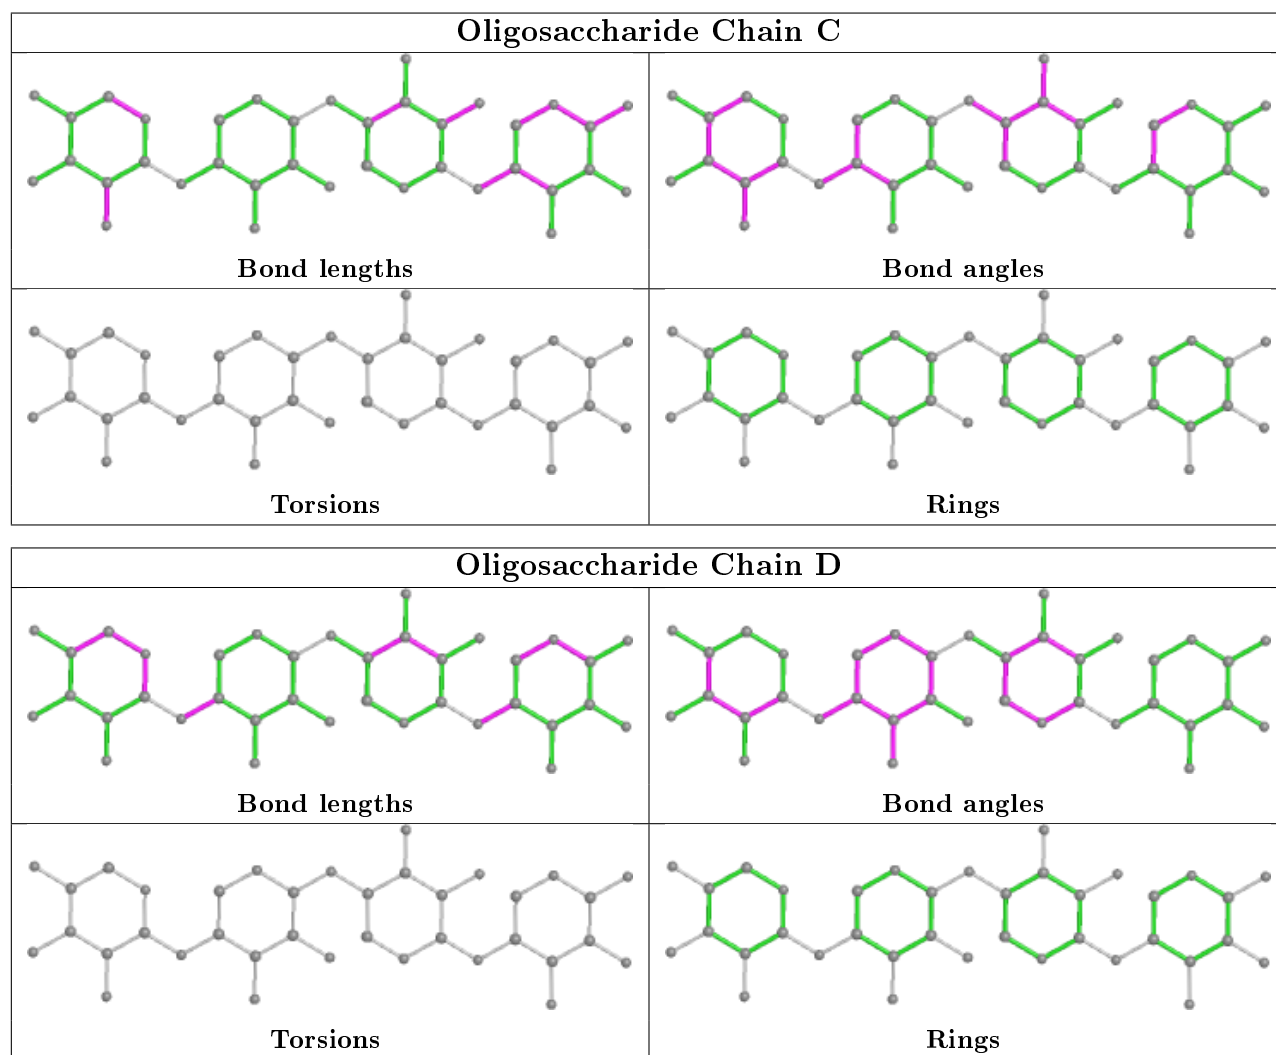 Oligosaccharide Chain C
Bond lengths
Bond angles
Torsions
Rings
Oligosaccharide Chain D
Bond lengths
Bond angles
Torsions
Rings